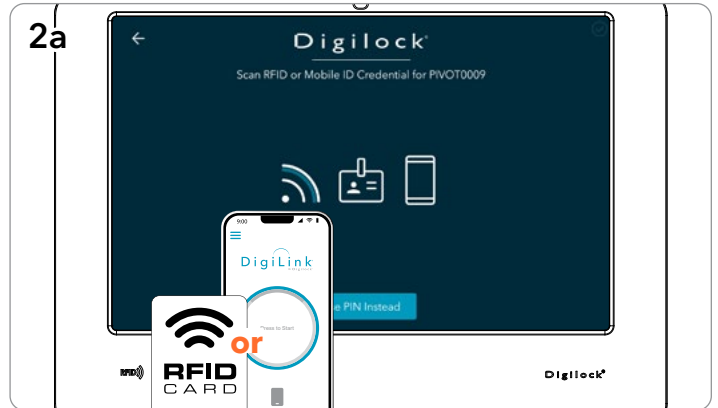 2a
Digilock
Scan RFID or Mobile ID Credential for PIVOT0009
9:00
DigiLink
to Start
PIN Instead
or
RFID
CARD
RFID
Digilock